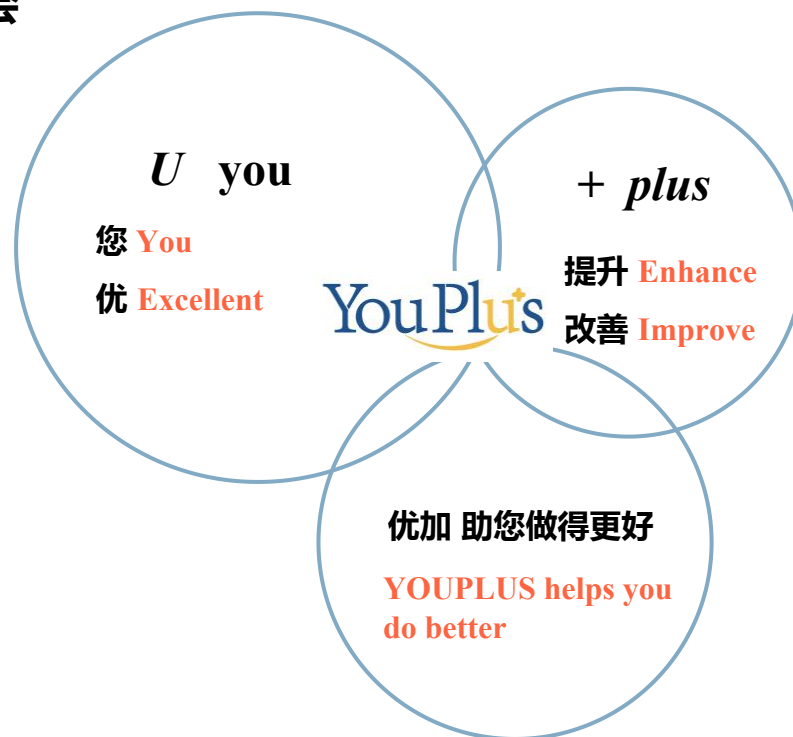 U you
您 You
优 Excellent
+ plus
提升 Enhance
改善 Improve
YouPlus
优加 助您做得更好
YOUPLUS helps you
do better